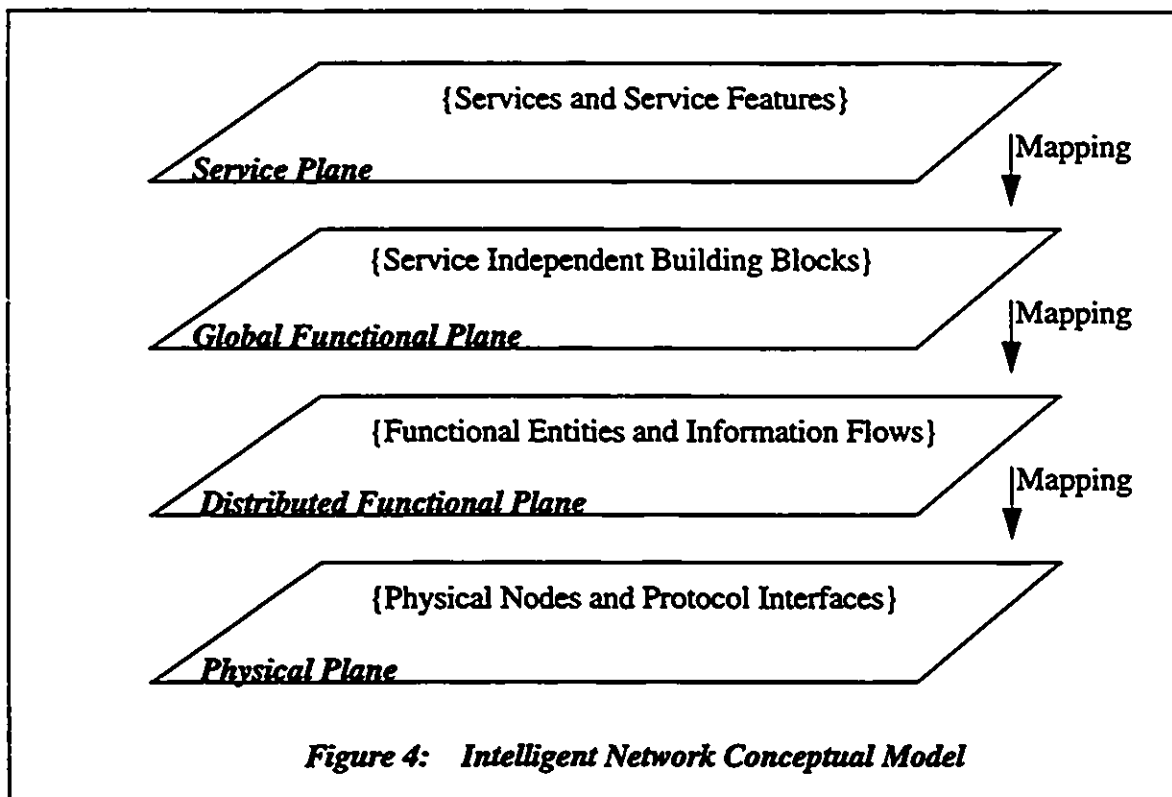 {Services and Service Features}
Mapping
Service Plane
{Service Independent Building Blocks}
Mapping
Global Functional Plane
{Functional Entities and Information Flows}
Mapping
Distributed Functional Plane
{Physical Nodes and Protocol Interfaces}
Physical Plane
Figure 4: Intelligent Network Conceptual Model